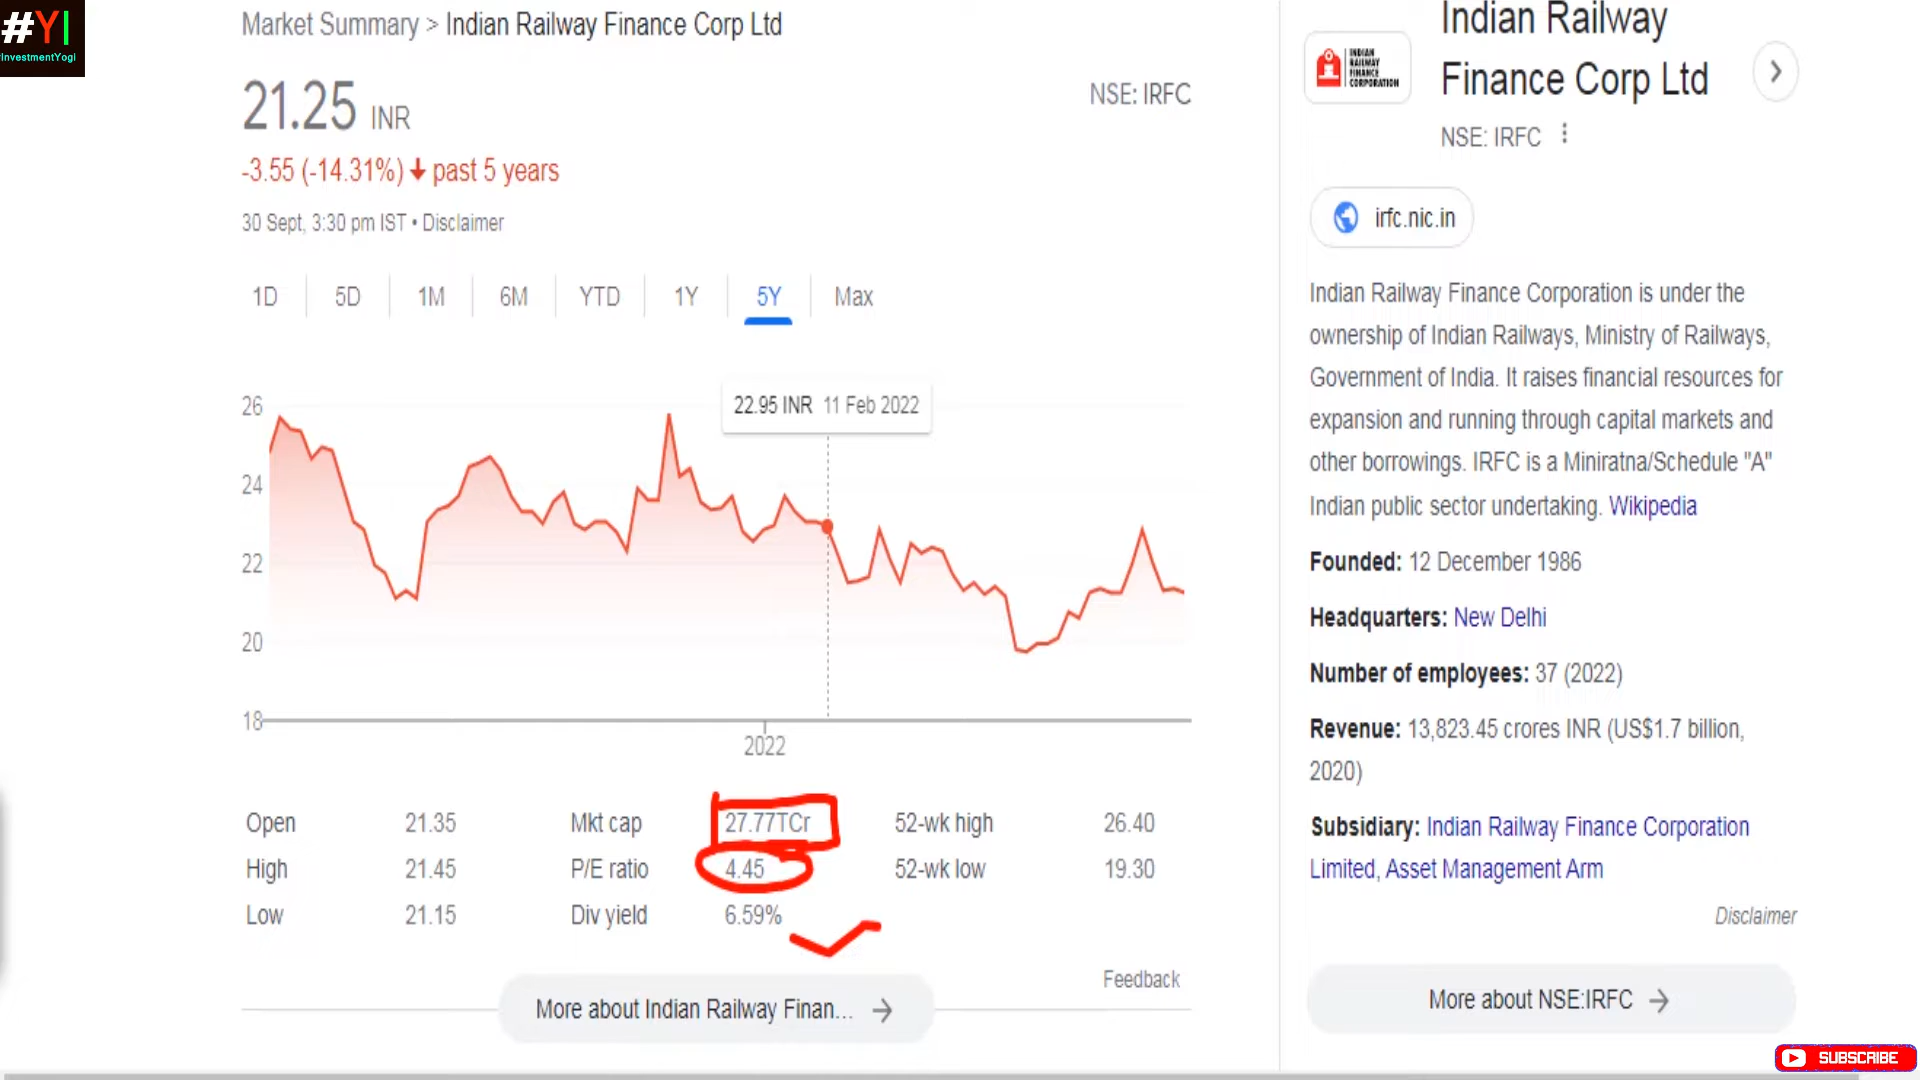 #YI
InvestmentYogi
Market Summary > Indian Railway Finance Corp Ltd
21.25 INR
NSE: IRFC
-3.55 (-14.31%) ↓ past 5 years
30 Sept, 3:30 pm IST • Disclaimer
1D 5D 1M 6M YTD 1Y 5Y Max
22.95 INR 11 Feb 2022
26
24
22
20
18
2022
Open 21.35 Mkt cap 27.77TCr 52-wk high 26.40
High 21.45 P/E ratio 4.45 52-wk low 19.30
Low 21.15 Div yield 6.59%
Feedback
More about Indian Railway Finan... →
INDIAN
RAILWAY
FINANCE
CORPORATION
Indian Railway
Finance Corp Ltd
NSE: IRFC
irfc.nic.in
Indian Railway Finance Corporation is under the
ownership of Indian Railways, Ministry of Railways,
Government of India. It raises financial resources for
expansion and running through capital markets and
other borrowings. IRFC is a Miniratna/Schedule "A"
Indian public sector undertaking. Wikipedia
Founded: 12 December 1986
Headquarters: New Delhi
Number of employees: 37 (2022)
Revenue: 13,823.45 crores INR (US$1.7 billion,
2020)
Subsidiary: Indian Railway Finance Corporation
Limited, Asset Management Arm
Disclaimer
More about NSE:IRFC →
SUBSCRIBE